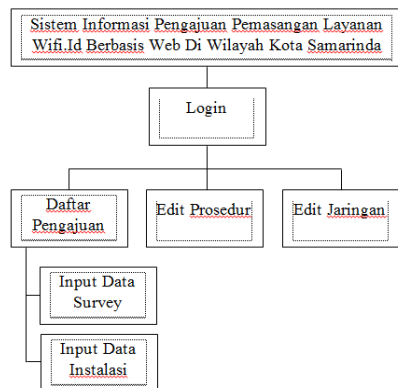 Sistem Informasi Pengajuan Pemasangan Layanan
Wifi.Id Berbasis Web Di Wilayah Kota Samarinda
Login
Daftar
Pengajuan
Edit Prosedur
Edit Jaringan
Input Data
Survey
Input Data
Instalasi